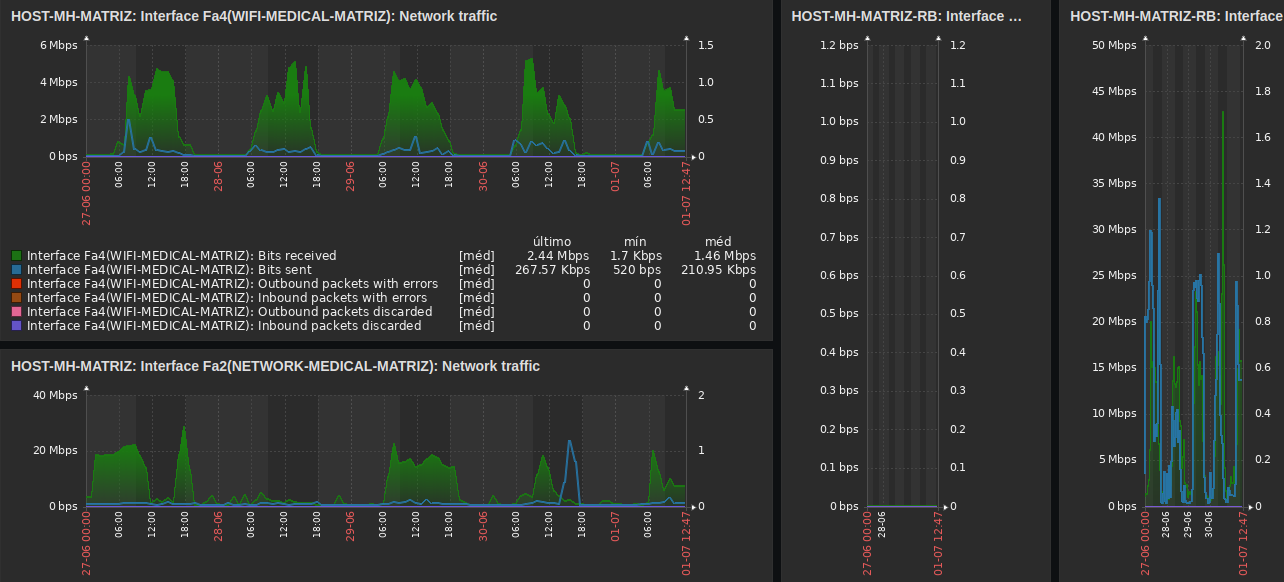 HOST-MH-MATRIZ: Interface Fa4(WIFI-MEDICAL-MATRIZ): Network traffic
6 Mbps
4 Mbps
2 Mbps
0 bps
1.5
1.0
0.5
0
27-06 00:00
06:00
12:00
18:00
28-06
06:00
12:00
18:00
29-06
06:00
12:00
18:00
30-06
06:00
12:00
18:00
01-07
06:00
01-07 12:47
último mín méd
Interface Fa4(WIFI-MEDICAL-MATRIZ): Bits received [méd] 2.44 Mbps 1.7 Kbps 1.46 Mbps
Interface Fa4(WIFI-MEDICAL-MATRIZ): Bits sent [méd] 267.57 Kbps 520 bps 210.95 Kbps
Interface Fa4(WIFI-MEDICAL-MATRIZ): Outbound packets with errors [méd] 0 0 0
Interface Fa4(WIFI-MEDICAL-MATRIZ): Inbound packets with errors [méd] 0 0 0
Interface Fa4(WIFI-MEDICAL-MATRIZ): Outbound packets discarded [méd] 0 0 0
Interface Fa4(WIFI-MEDICAL-MATRIZ): Inbound packets discarded [méd] 0 0 0
HOST-MH-MATRIZ: Interface Fa2(NETWORK-MEDICAL-MATRIZ): Network traffic
40 Mbps
20 Mbps
0 bps
2
1
0
27-06 00:00
06:00
12:00
18:00
28-06
06:00
12:00
18:00
29-06
06:00
12:00
18:00
30-06
06:00
12:00
18:00
01-07
06:00
01-07 12:47
HOST-MH-MATRIZ-RB: Interface ...
1.2 bps
1.1 bps
1.0 bps
0.9 bps
0.8 bps
0.7 bps
0.6 bps
0.5 bps
0.4 bps
0.3 bps
0.2 bps
0.1 bps
0 bps
1.2
1.1
1.0
0.9
0.8
0.7
0.6
0.5
0.4
0.3
0.2
0.1
0
27-06 00:00
28-06
01-07 12:47
HOST-MH-MATRIZ-RB: Interface
50 Mbps
45 Mbps
40 Mbps
35 Mbps
30 Mbps
25 Mbps
20 Mbps
15 Mbps
10 Mbps
5 Mbps
0 bps
2.0
1.8
1.6
1.4
1.2
1.0
0.8
0.6
0.4
0.2
0
27-06 00:00
28-06
29-06
30-06
01-07 12:47